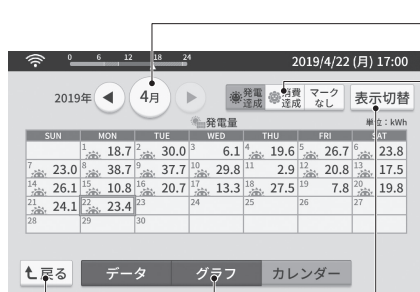 0 6 12 18 24
2019/4/22 (月) 17:00
2019年 ◀ 4月 ▶ 発電達成 消費達成 マークなし 表示切替
発電量 単位：kWh
SUN MON TUE WED THU FRI SAT
1 18.7 2 30.0 3 6.1 4 19.6 5 26.7 6 23.8
7 23.0 8 38.7 9 37.7 10 29.8 11 2.9 12 20.8 13 17.5
14 26.1 15 10.8 16 20.7 17 13.3 18 27.5 19 7.8 20 19.8
21 24.1 22 23.4 23 24 25 26 27
28 29 30
戻る データ グラフ カレンダー